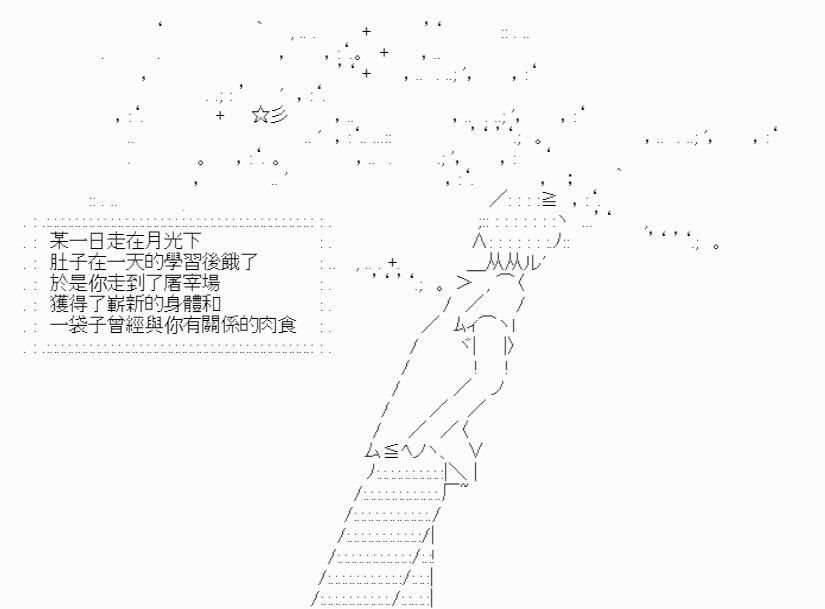 某一日走在月光下
肚子在一天的學習後餓了
於是你走到了屠宰場
獲得了嶄新的身體和
一袋子曾經與你有關係的肉食